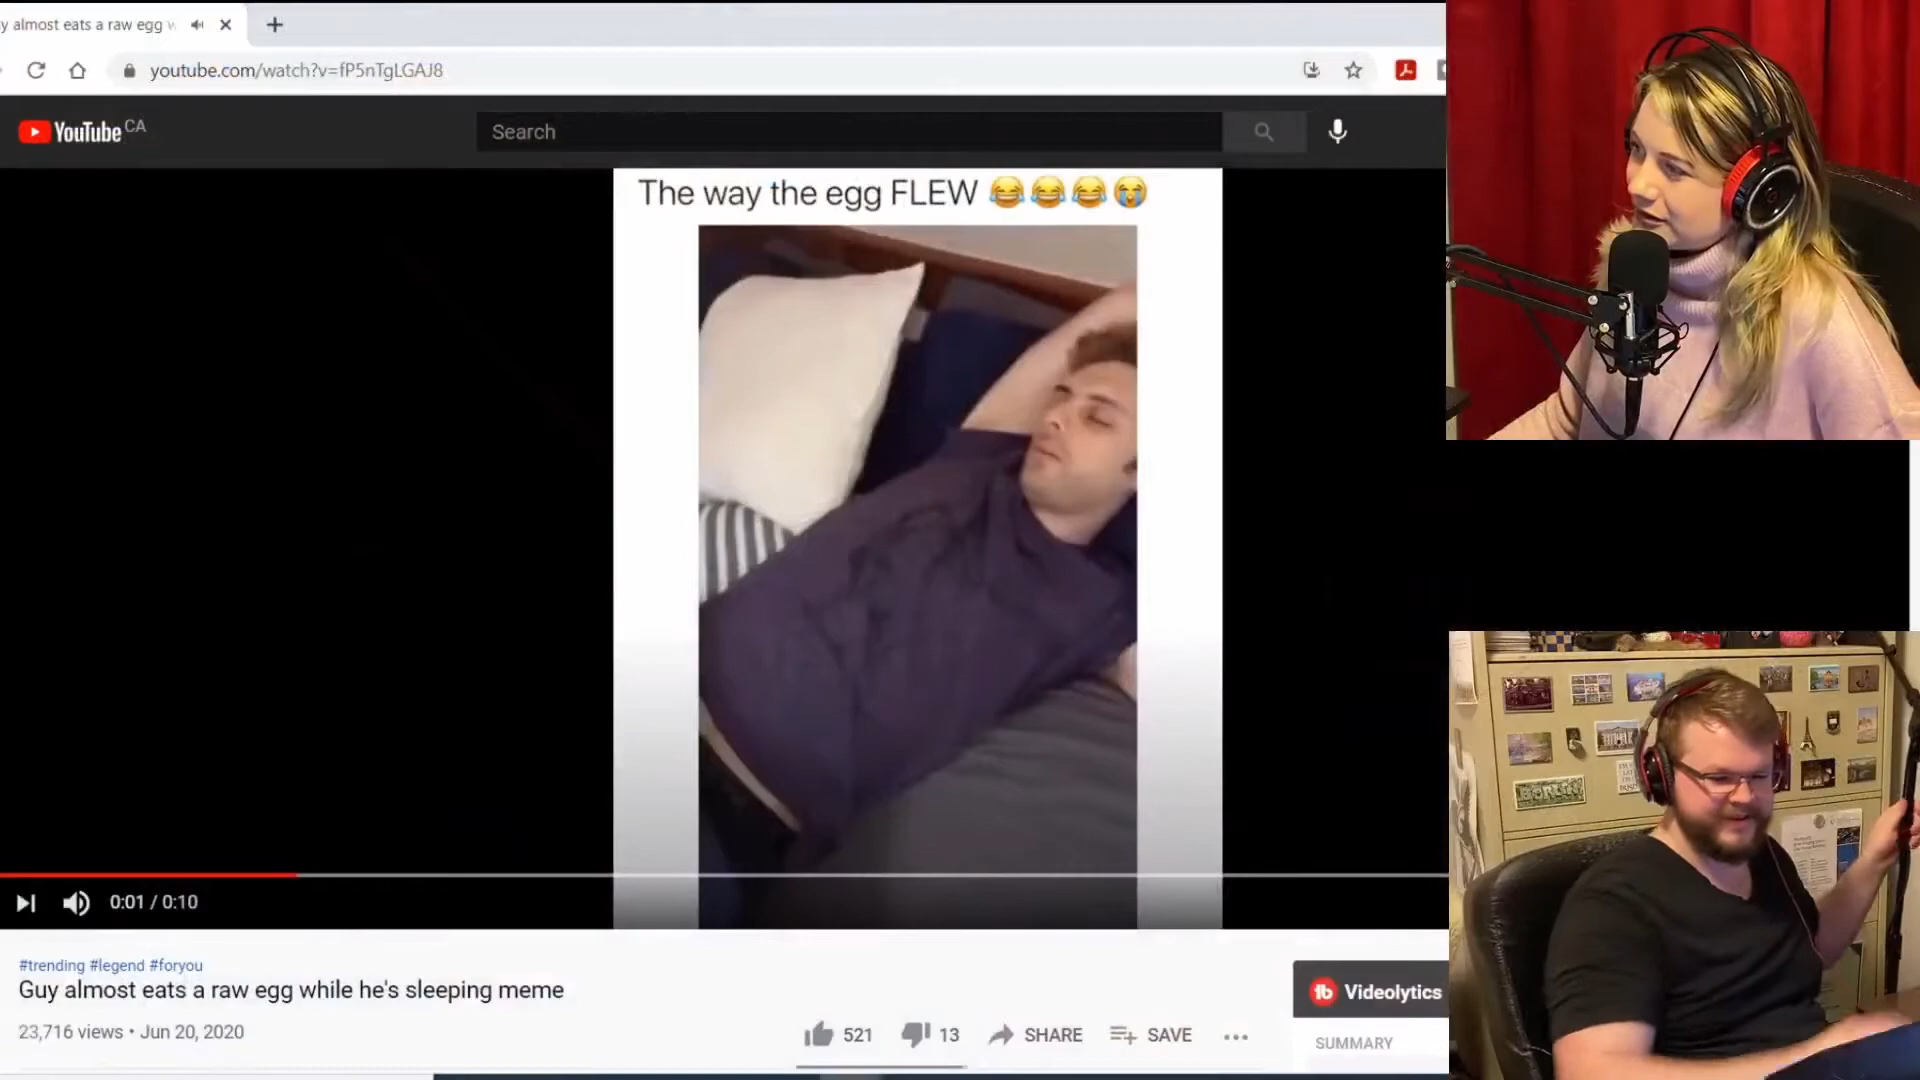 y almost eats a raw egg w
youtube.com/watch?v=fP5nTgLGAJ8
YouTube CA
Search
The way the egg FLEW 😂😂😂😭
0:01 / 0:10
#trending #legend #foryou
Guy almost eats a raw egg while he's sleeping meme
23,716 views • Jun 20, 2020
521
13
SHARE
SAVE
Videolytics
SUMMARY
BERLIN